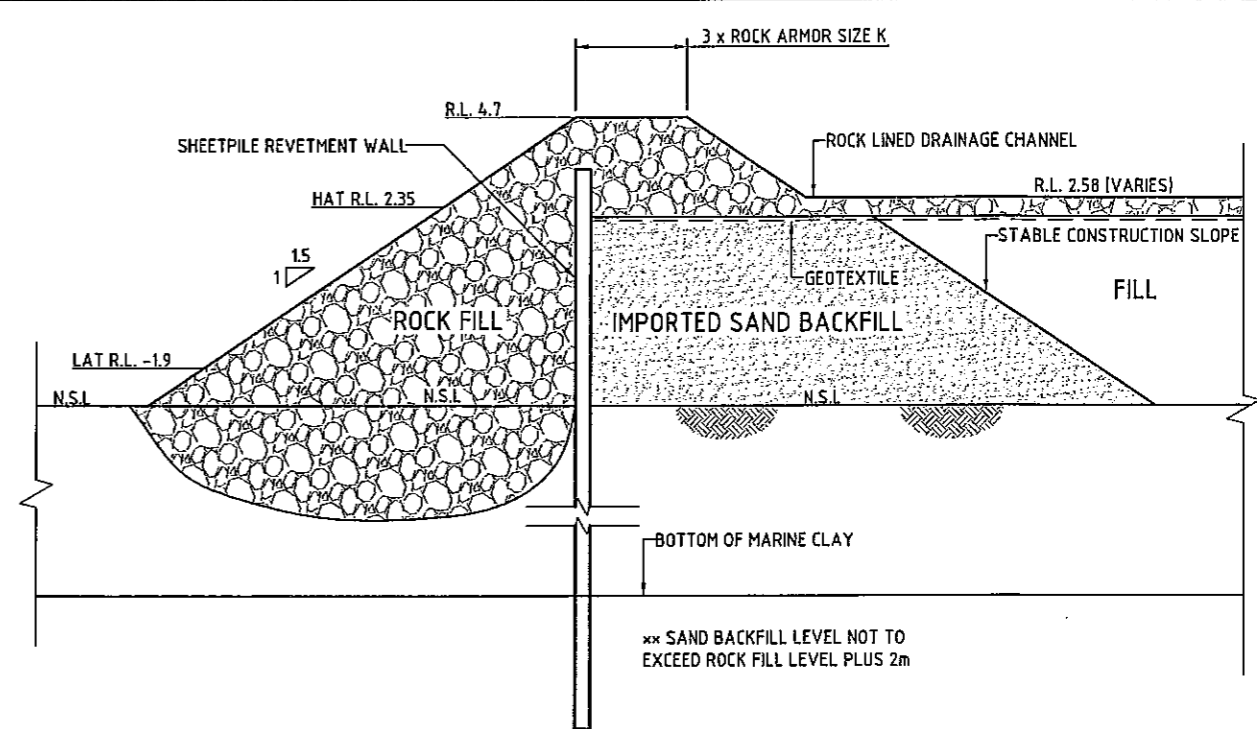 3 x ROCK ARMOR SIZE K
R.L. 4.7
SHEETPILE REVETMENT WALL
ROCK LINED DRAINAGE CHANNEL
HAT R.L. 2.35
R.L. 2.58 (VARIES)
STABLE CONSTRUCTION SLOPE
1.5
1
GEOTEXTILE
FILL
ROCK FILL
IMPORTED SAND BACKFILL
LAT R.L. -1.9
N.S.L
N.S.L
N.S.L
BOTTOM OF MARINE CLAY
xx SAND BACKFILL LEVEL NOT TO
EXCEED ROCK FILL LEVEL PLUS 2m